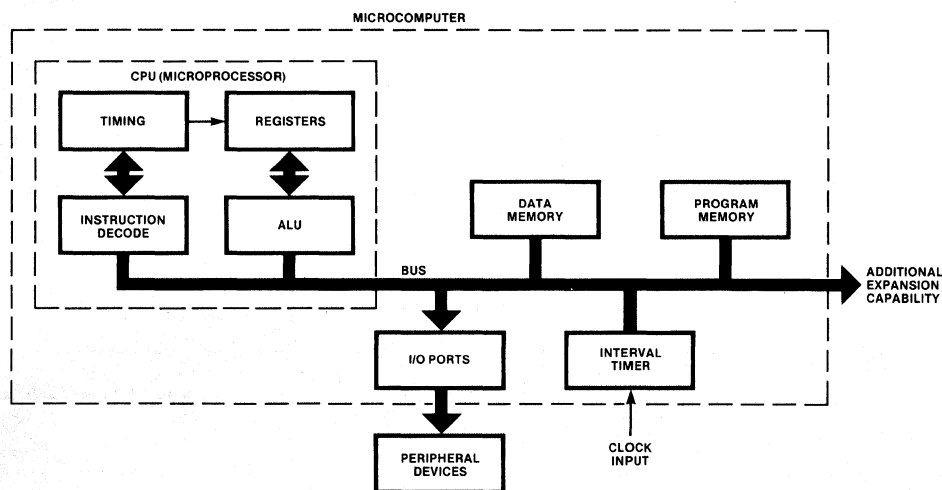 MICROCOMPUTER
CPU (MICROPROCESSOR)
TIMING
REGISTERS
INSTRUCTION
DECODE
ALU
DATA
MEMORY
PROGRAM
MEMORY
BUS
ADDITIONAL
EXPANSION
CAPABILITY
I/O PORTS
INTERVAL
TIMER
PERIPHERAL
DEVICES
CLOCK
INPUT